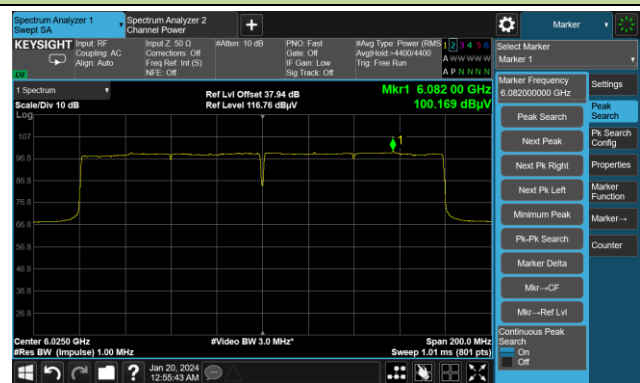 Spectrum Analyzer 1
Swept SA
Spectrum Analyzer 2
Channel Power
Marker
KEYSIGHT
Input: RF
Coupling: AC
Align: Auto
Input Z: 50 Ω
Corrections: Off
Freq Ref: Int (S)
NFE: Off
#Atten: 10 dB
PNO: Fast
Gate: Off
IF Gain: Low
Sig Track: Off
#Avg Type: Power (RMS
Avg|Hold:>4400/4400
Trig: Free Run
1 2 3 4 5 6
A W W W W W
A P N N N N
LW
Select Marker
Marker 1
1 Spectrum
Scale/Div 10 dB
Log
Ref Lvl Offset 37.94 dB
Ref Level 116.76 dBµV
Mkr1 6.082 00 GHz
100.169 dBµV
107
96.8
86.8
76.8
66.8
56.8
46.8
36.8
26.8
1
Center 6.0250 GHz
#Res BW (Impulse) 1.00 MHz
#Video BW 3.0 MHz*
Span 200.0 MHz
Sweep 1.01 ms (801 pts)
Marker Frequency
6.082000000 GHz
Peak Search
Next Peak
Next Pk Right
Next Pk Left
Minimum Peak
Pk-Pk Search
Marker Delta
Mkr→CF
Mkr→Ref Lvl
Continuous Peak
Search
On
Off
Settings
Peak
Search
Pk Search
Config
Properties
Marker
Function
Marker→
Counter
Jan 20, 2024
12:55:43 AM